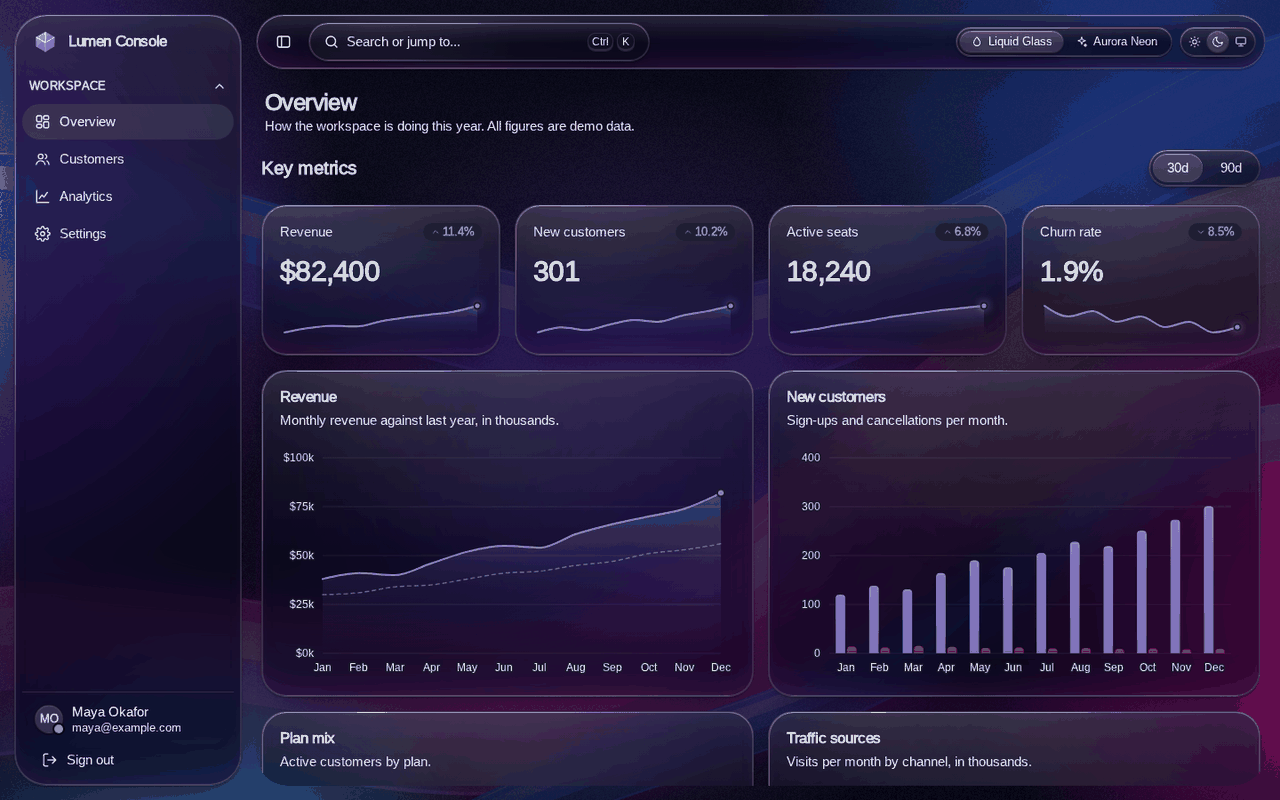 Lumen Console
WORKSPACE
Overview
Customers
Analytics
Settings
MO
Maya Okafor
maya@example.com
Sign out
Search or jump to...
Ctrl K
Liquid Glass
Aurora Neon
Overview
How the workspace is doing this year. All figures are demo data.
Key metrics
30d 90d
Revenue 11.4%
$82,400
New customers 10.2%
301
Active seats 6.8%
18,240
Churn rate 8.5%
1.9%
Revenue
Monthly revenue against last year, in thousands.
$100k
$75k
$50k
$25k
$0k
Jan Feb Mar Apr May Jun Jul Aug Sep Oct Nov Dec
New customers
Sign-ups and cancellations per month.
400
300
200
100
0
Jan Feb Mar Apr May Jun Jul Aug Sep Oct Nov Dec
Plan mix
Active customers by plan.
Traffic sources
Visits per month by channel, in thousands.